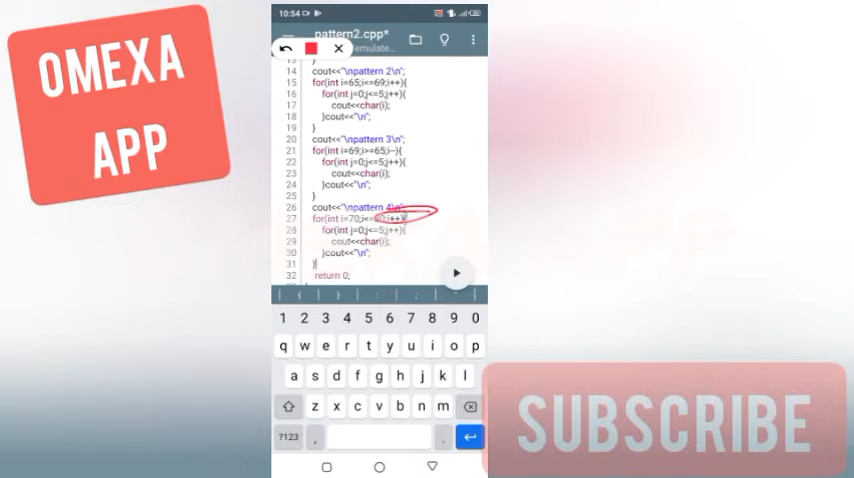 OMEXA
APP
10:54
pattern2.cpp*
14 cout<<"\npattern 2\n";
15 for(int i=65;i<=69;i++){
16 for(int j=0;j<=5;j++){
17 cout<<char(i);
18 }cout<<"\n";
19 }
20 cout<<"\npattern 3\n";
21 for(int i=69;i>=65;i--){
22 for(int j=0;j<=5;j++){
23 cout<<char(i);
24 }cout<<"\n";
25 }
26 cout<<"\npattern 4\n";
27 for(int i=70;i<=80;i++){
28 for(int j=0;j<=5;j++){
29 cout<<char(i);
30 }cout<<"\n";
31 }
32 return 0;
1 2 3 4 5 6 7 8 9 0
q w e r t y u i o p
a s d f g h j k l
z x c v b n m
?123 , .
SUBSCRIBE